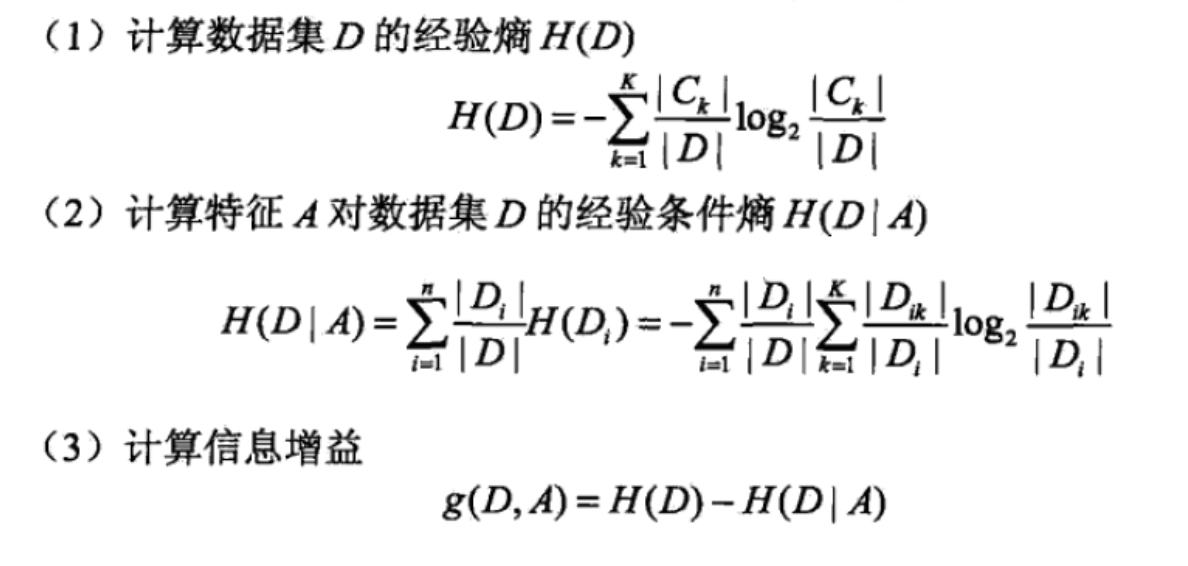 （1）计算数据集 D 的经验熵 H(D)
H(D) = -\sum_{k=1}^{K} \frac{|C_k|}{|D|} \log_2 \frac{|C_k|}{|D|}
（2）计算特征 A 对数据集 D 的经验条件熵 H(D|A)
H(D|A) = \sum_{i=1}^{n} \frac{|D_i|}{|D|} H(D_i) = -\sum_{i=1}^{n} \frac{|D_i|}{|D|} \sum_{k=1}^{K} \frac{|D_{ik}|}{|D_i|} \log_2 \frac{|D_{ik}|}{|D_i|}
（3）计算信息增益
g(D, A) = H(D) - H(D|A)